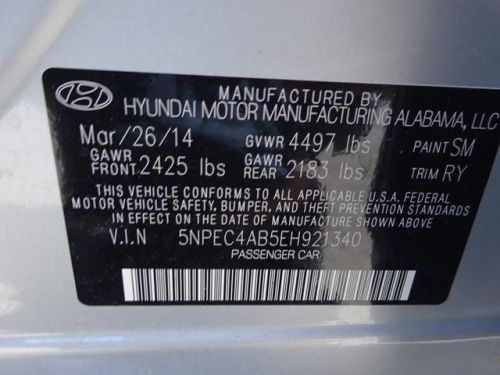 MANUFACTURED BY
HYUNDAI MOTOR MANUFACTURING ALABAMA, LLC
Mar/26/14 GVWR 4497 lbs PAINT SM
GAWR FRONT 2425 lbs GAWR REAR 2183 lbs TRIM RY
THIS VEHICLE CONFORMS TO ALL APPLICABLE U.S.A. FEDERAL
MOTOR VEHICLE SAFETY, BUMPER, AND THEFT PREVENTION
STANDARDS IN EFFECT ON THE DATE OF MANUFACTURE SHOWN ABOVE
V.I.N 5NPEC4AB5EH921340
PASSENGER CAR